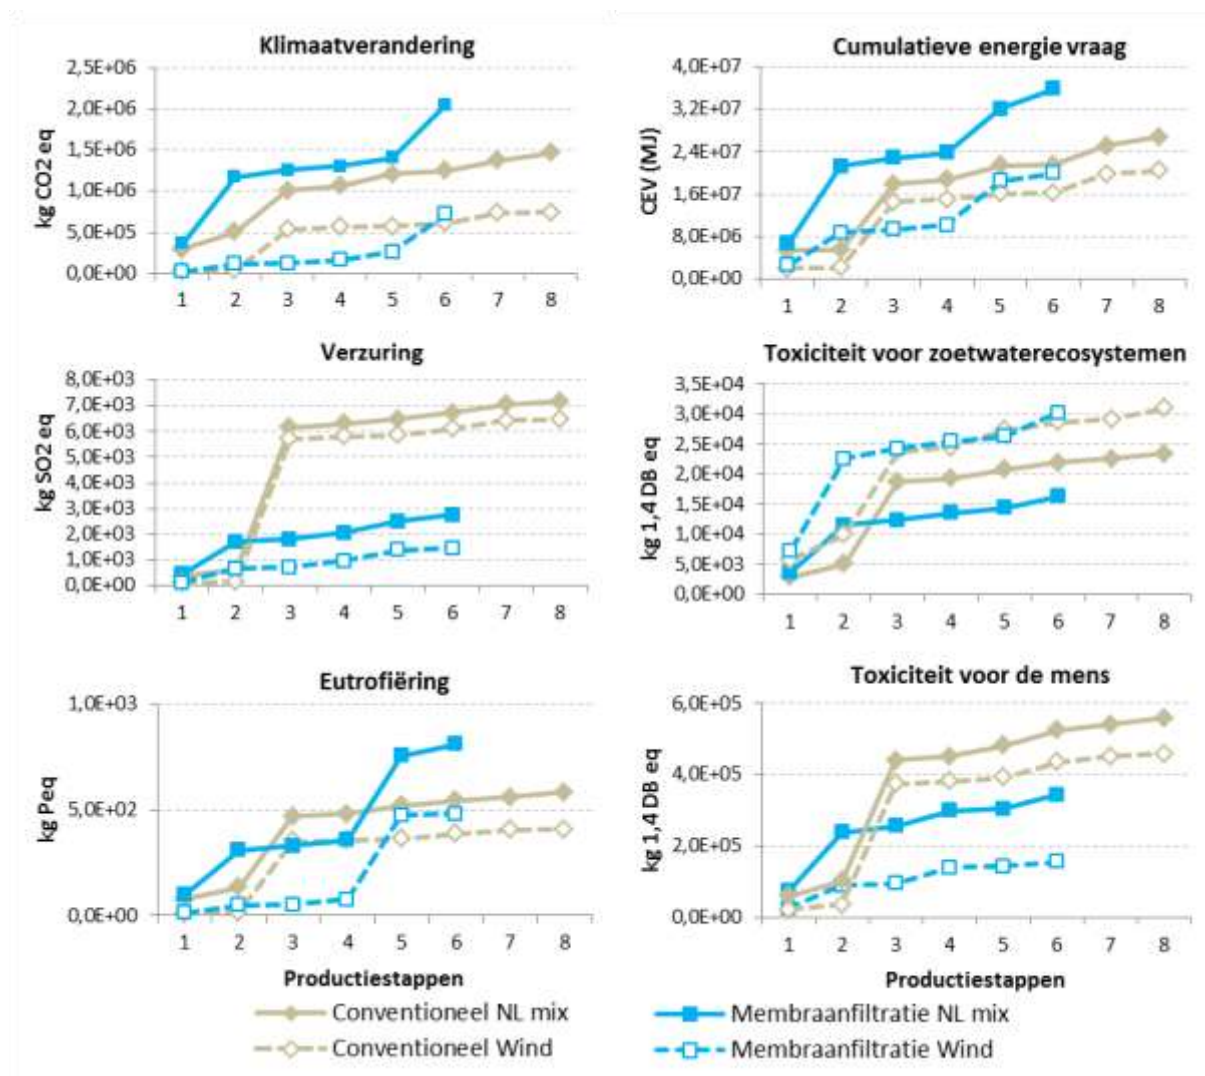 Klimaatverandering
kg CO2 eq
2,5E+06
2,0E+06
1,5E+06
1,0E+06
5,0E+05
0,0E+00
1 2 3 4 5 6 7 8
Cumulatieve energie vraag
CEV (MJ)
4,0E+07
3,2E+07
2,4E+07
1,6E+07
8,0E+06
0,0E+00
1 2 3 4 5 6 7 8
Verzuring
kg SO2 eq
8,0E+03
7,0E+03
6,0E+03
5,0E+03
4,0E+03
3,0E+03
2,0E+03
1,0E+03
0,0E+00
1 2 3 4 5 6 7 8
Toxiciteit voor zoetwaterecosystemen
kg 1,4 DB eq
3,5E+04
3,0E+04
2,5E+04
2,0E+04
1,5E+04
1,0E+04
5,0E+03
0,0E+00
1 2 3 4 5 6 7 8
Eutrofiëring
kg Peq
1,0E+03
5,0E+02
0,0E+00
1 2 3 4 5 6 7 8
Productiestappen
Toxiciteit voor de mens
kg 1,4 DB eq
6,0E+05
4,0E+05
2,0E+05
0,0E+00
1 2 3 4 5 6 7 8
Productiestappen
Conventioneel NL mix
Membraanfiltratie NL mix
Conventioneel Wind
Membraanfiltratie Wind